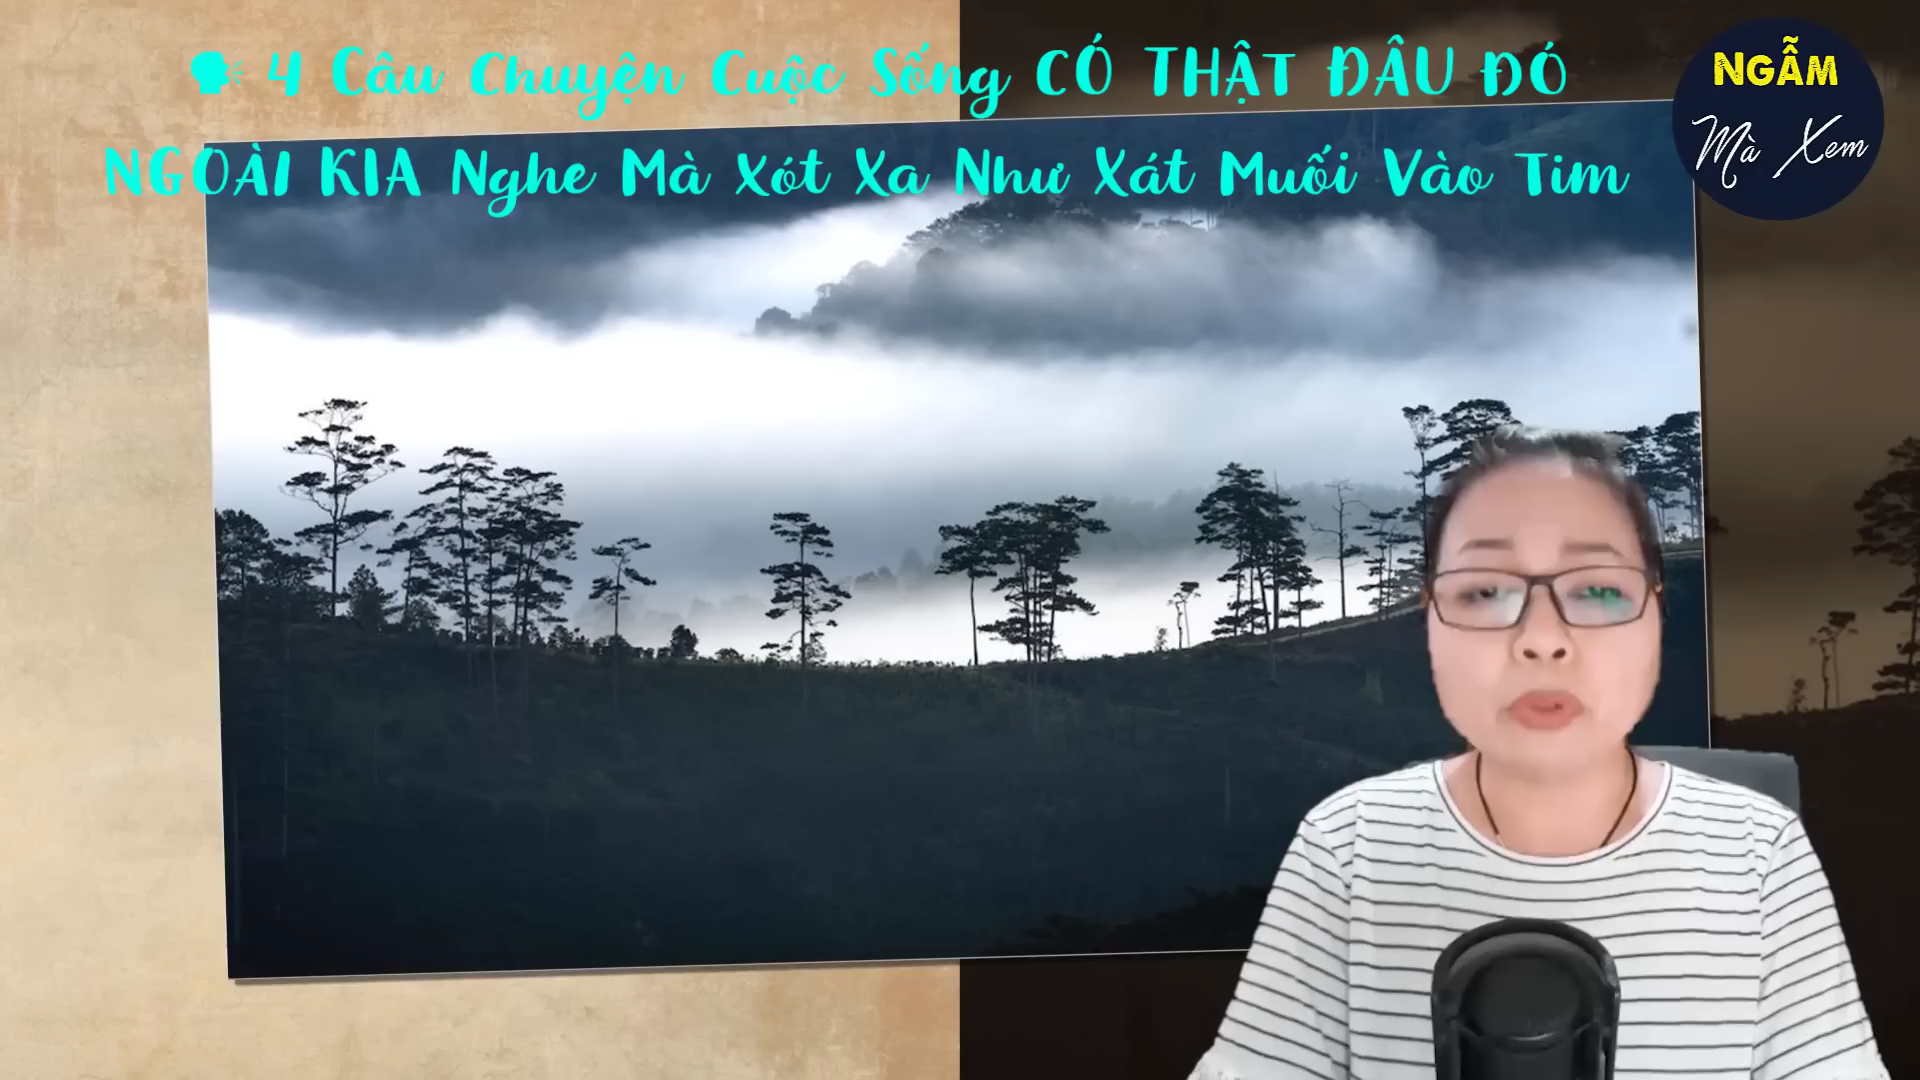 4 Câu Chuyện Cuộc Sống CÓ THẬT ĐÂU ĐÓ
NGOÀI KIA Nghe Mà Xót Xa Như Xát Muối Vào Tim
NGẪM
Mà Xem